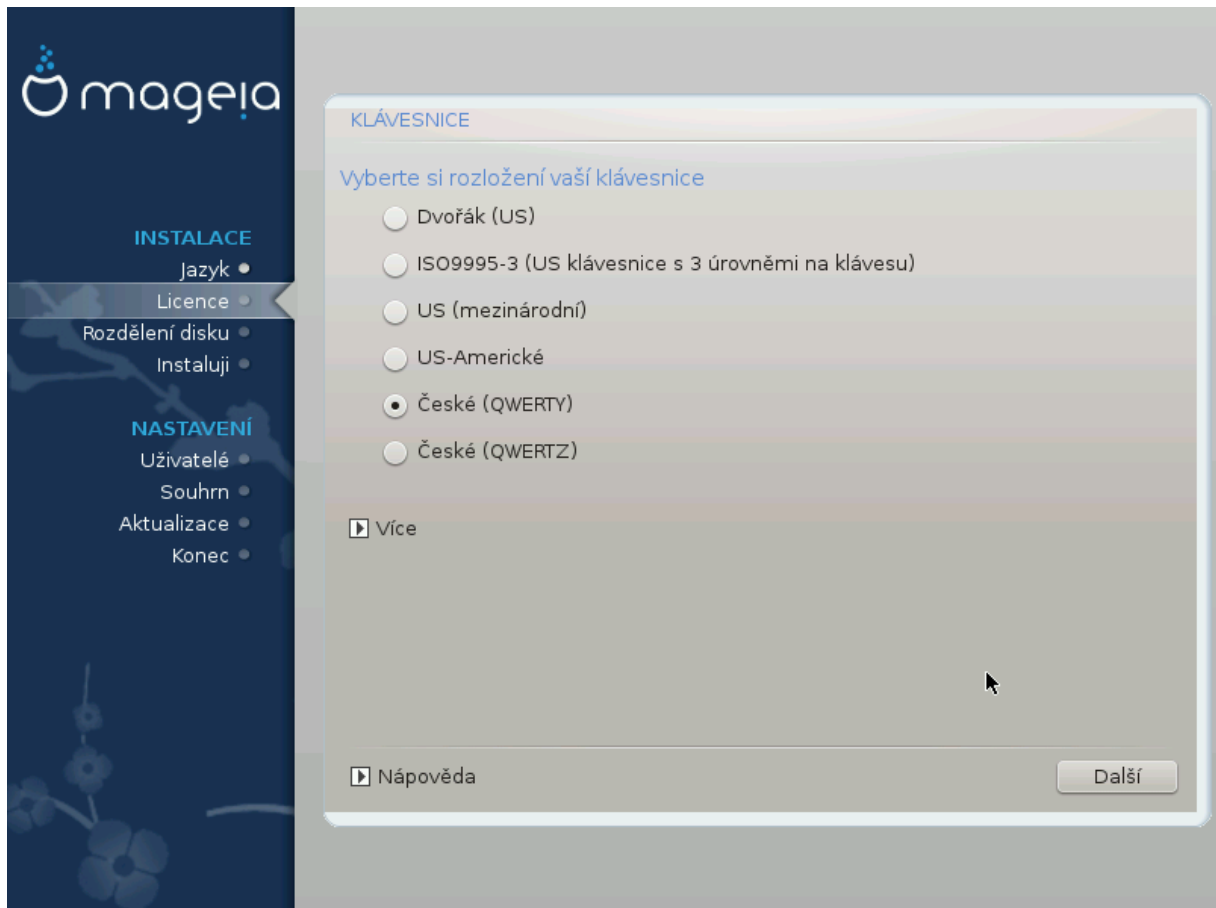 mageia
INSTALACE
Jazyk
Licence
Rozdělení disku
Instaluji
NASTAVENÍ
Uživatelé
Souhrn
Aktualizace
Konec
KLÁVESNICE
Vyberte si rozložení vaší klávesnice
Dvořák (US)
ISO9995-3 (US klávesnice s 3 úrovněmi na klávesu)
US (mezinárodní)
US-Americké
České (QWERTY)
České (QWERTZ)
Více
Nápověda
Další